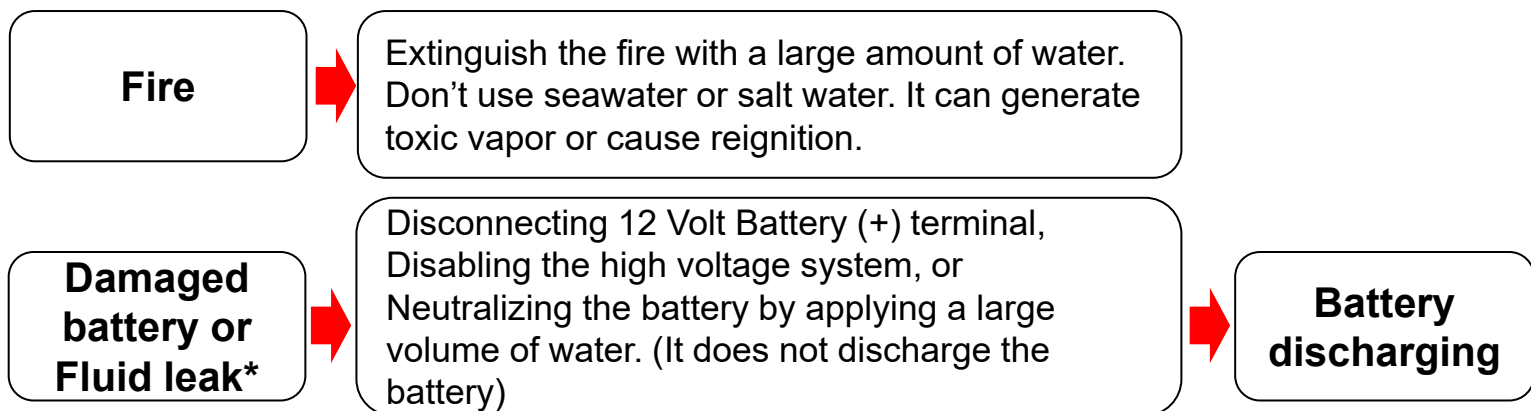 Fire
Extinguish the fire with a large amount of water.
Don’t use seawater or salt water. It can generate
toxic vapor or cause reignition.
Damaged
battery or
Fluid leak*
Disconnecting 12 Volt Battery (+) terminal,
Disabling the high voltage system, or
Neutralizing the battery by applying a large
volume of water. (It does not discharge the
battery)
Battery
discharging